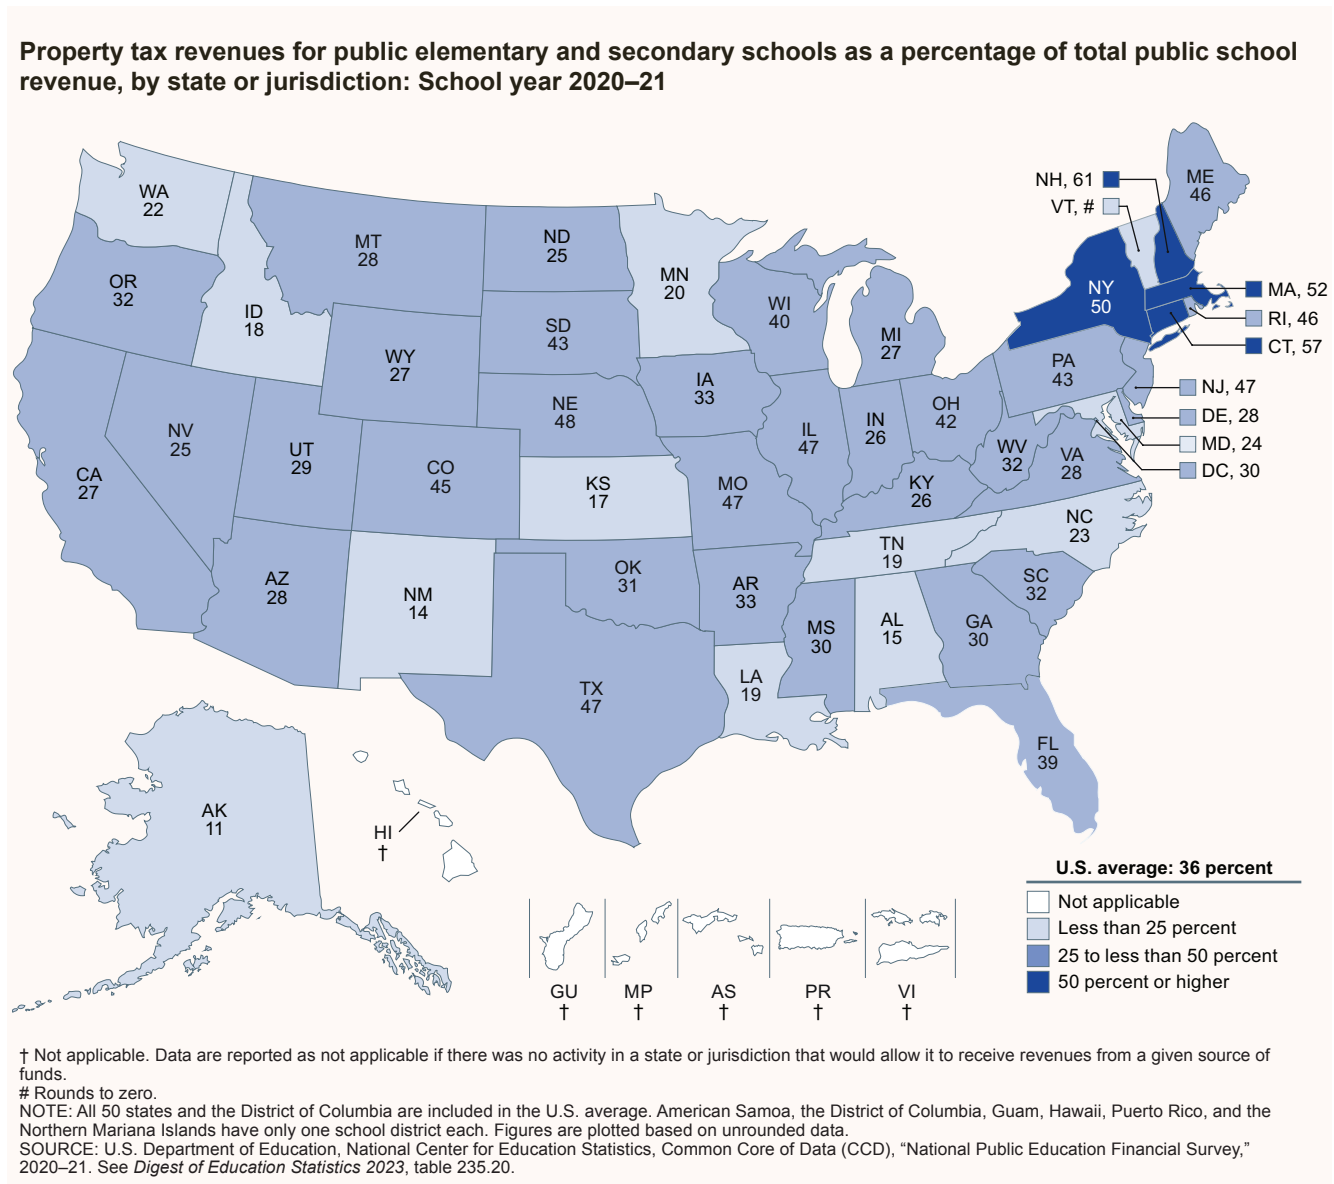 Property tax revenues for public elementary and secondary schools as a percentage of total public school
revenue, by state or jurisdiction: School year 2020–21
WA
22
OR
32
CA
27
NV
25
ID
18
MT
28
WY
27
UT
29
AZ
28
CO
45
NM
14
ND
25
SD
43
NE
48
KS
17
OK
31
TX
47
MN
20
IA
33
MO
47
AR
33
LA
19
WI
40
IL
47
MI
27
IN
26
OH
42
KY
26
TN
19
MS
30
AL
15
GA
30
FL
39
SC
32
NC
23
VA
28
WV
32
PA
43
NY
50
ME
46
NH, 61
VT, #
MA, 52
RI, 46
CT, 57
NJ, 47
DE, 28
MD, 24
DC, 30
AK
11
HI
†
GU
†
MP
†
AS
†
PR
†
VI
†
U.S. average: 36 percent
Not applicable
Less than 25 percent
25 to less than 50 percent
50 percent or higher
† Not applicable. Data are reported as not applicable if there was no activity in a state or jurisdiction that would allow it to receive revenues from a given source of
funds.
# Rounds to zero.
NOTE: All 50 states and the District of Columbia are included in the U.S. average. American Samoa, the District of Columbia, Guam, Hawaii, Puerto Rico, and the
Northern Mariana Islands have only one school district each. Figures are plotted based on unrounded data.
SOURCE: U.S. Department of Education, National Center for Education Statistics, Common Core of Data (CCD), “National Public Education Financial Survey,”
2020–21. See Digest of Education Statistics 2023, table 235.20.